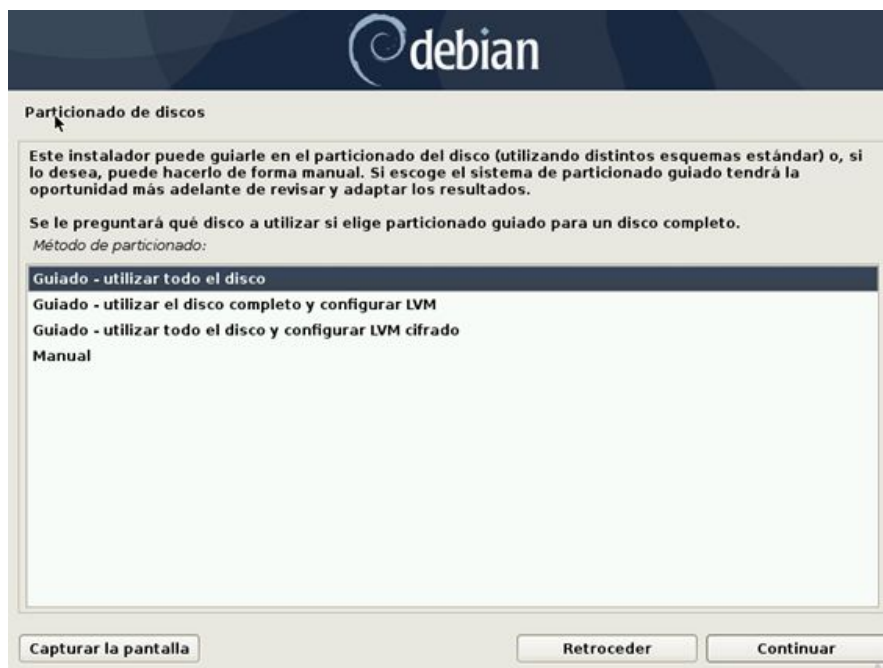 debian
Particionado de discos
Este instalador puede guiarle en el particionado del disco (utilizando distintos esquemas estándar) o, si
lo desea, puede hacerlo de forma manual. Si escoge el sistema de particionado guiado tendrá la
oportunidad más adelante de revisar y adaptar los resultados.
Se le preguntará qué disco a utilizar si elige particionado guiado para un disco completo.
Método de particionado:
Guiado - utilizar todo el disco
Guiado - utilizar el disco completo y configurar LVM
Guiado - utilizar todo el disco y configurar LVM cifrado
Manual
Capturar la pantalla
Retroceder
Continuar